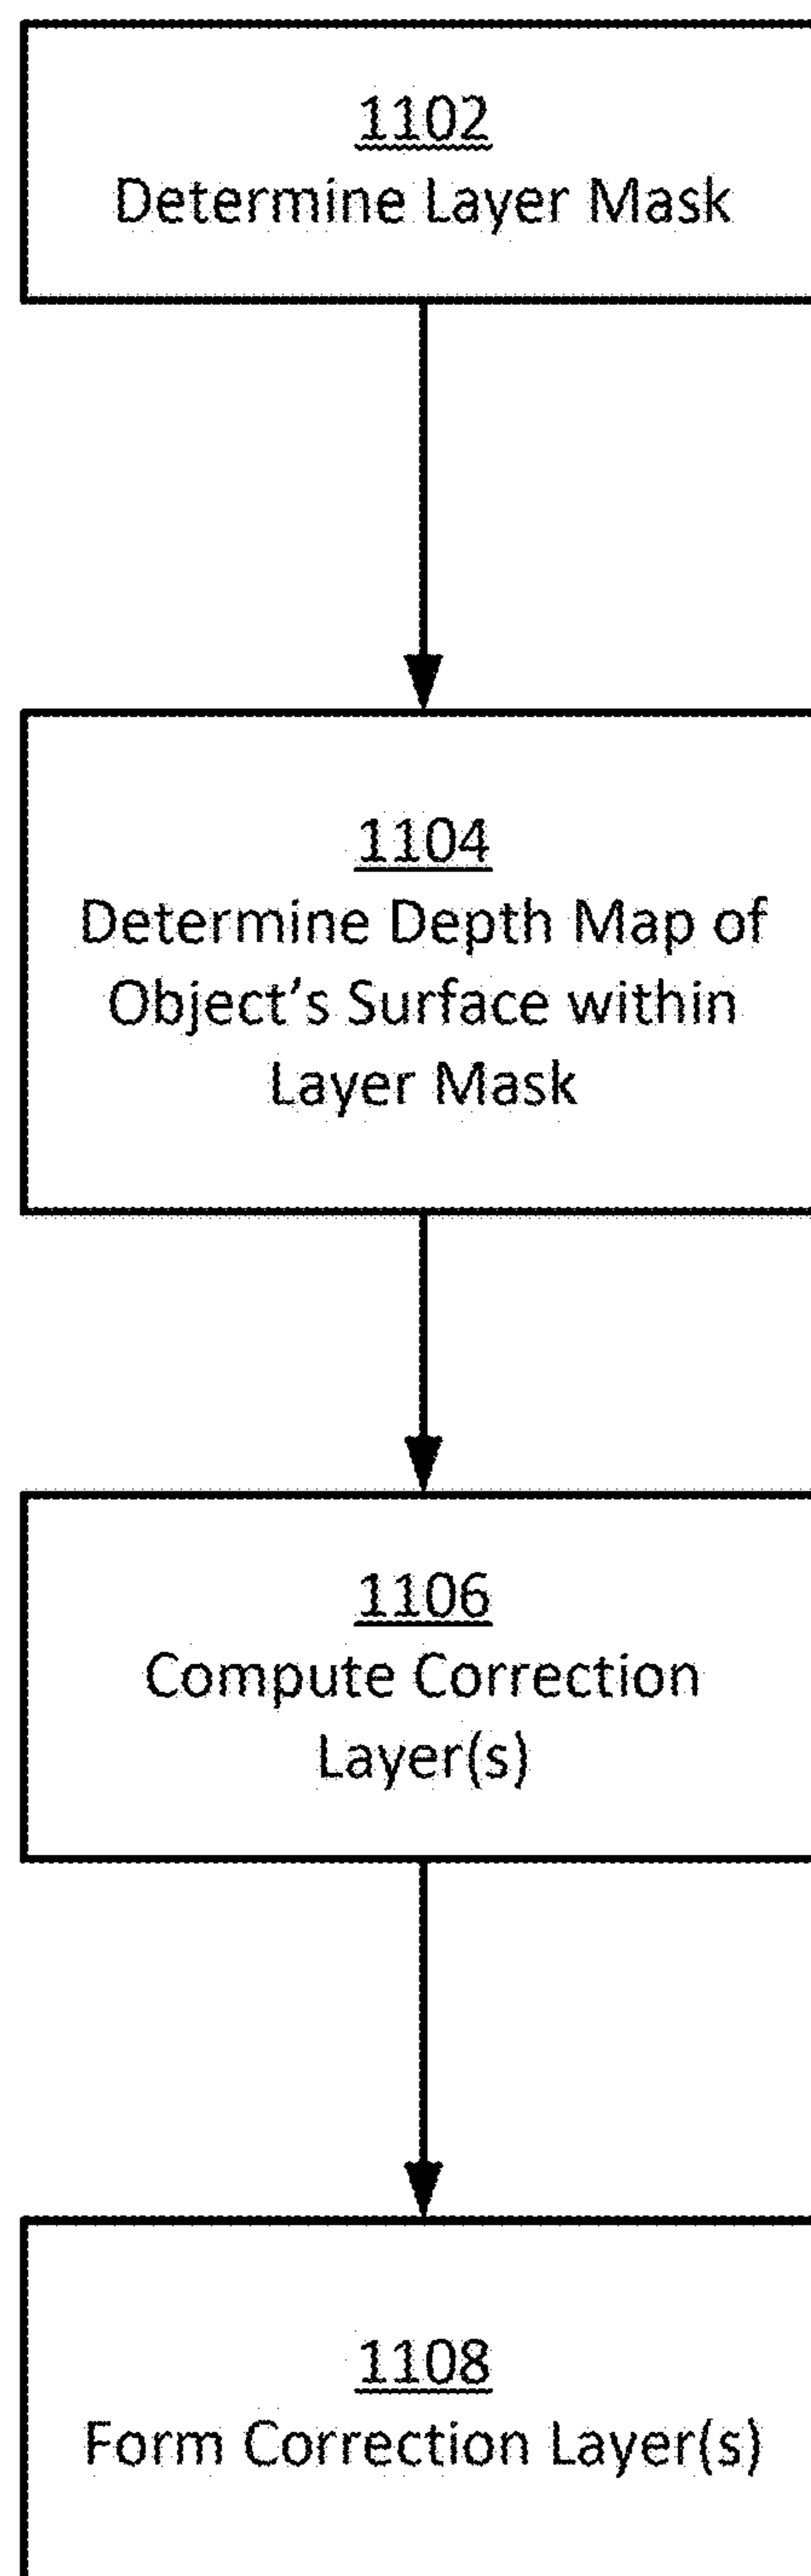 1102
Determine Layer Mask
1104
Determine Depth Map of
Object's Surface within
Layer Mask
1106
Compute Correction
Layer(s)
1108
Form Correction Layer(s)